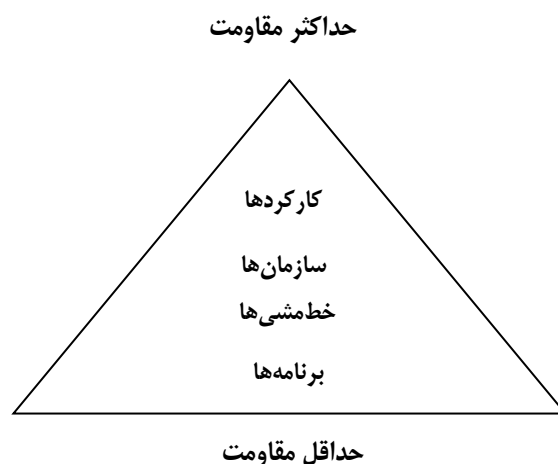 حداکثر مقاومت
کارکردها
سازمان‌ها
خط‌مشی‌ها
برنامه‌ها
حداقل مقاومت